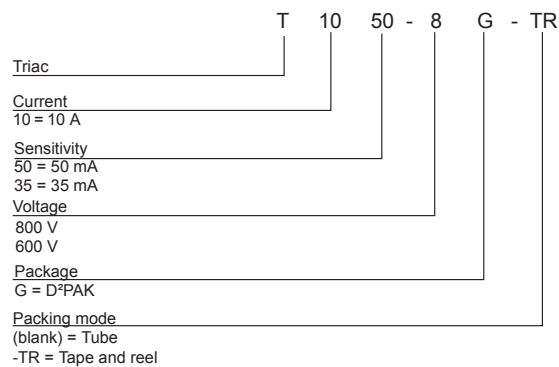 T 10 50 - 8 G - TR
Triac
Current
10 = 10 A
Sensitivity
50 = 50 mA
35 = 35 mA
Voltage
800 V
600 V
Package
G = D²PAK
Packing mode
(blank) = Tube
-TR = Tape and reel